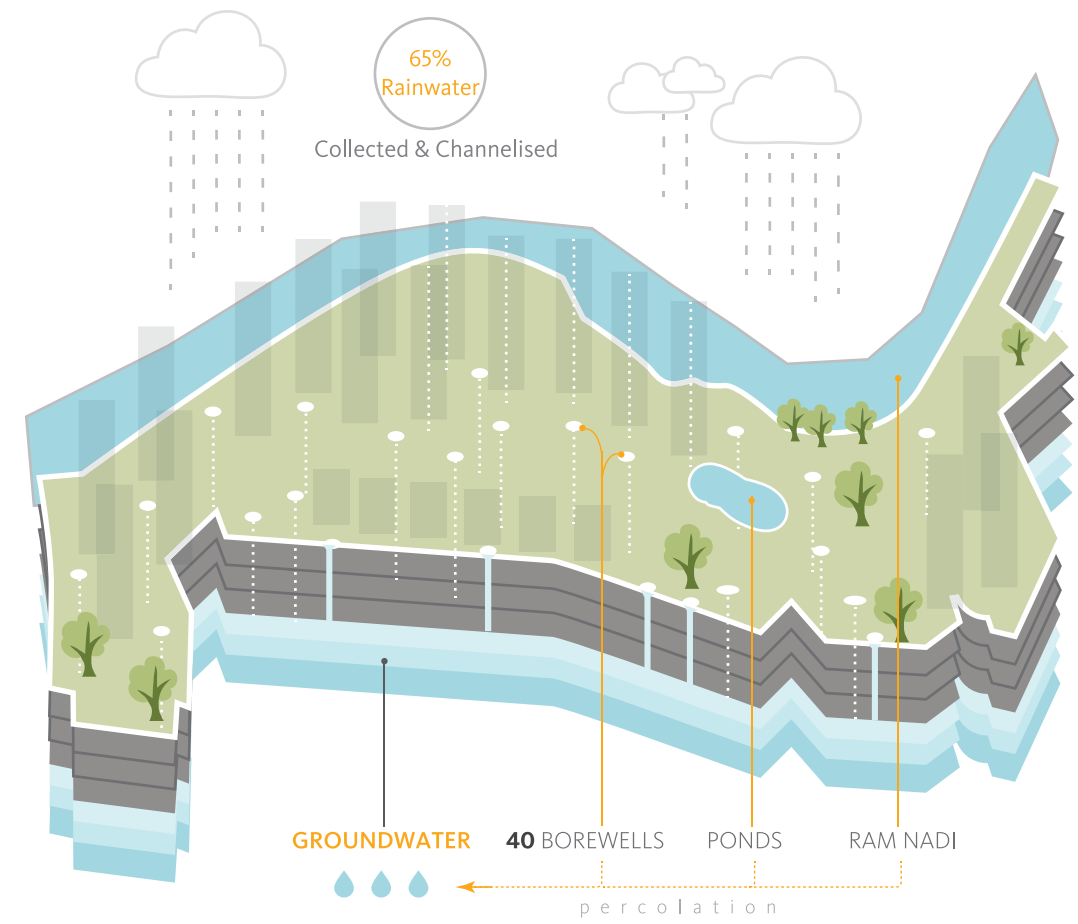 65%
Rainwater
Collected & Channelised
GROUNDWATER
40 BOREWELLS
PONDS
RAM NADI
percolation